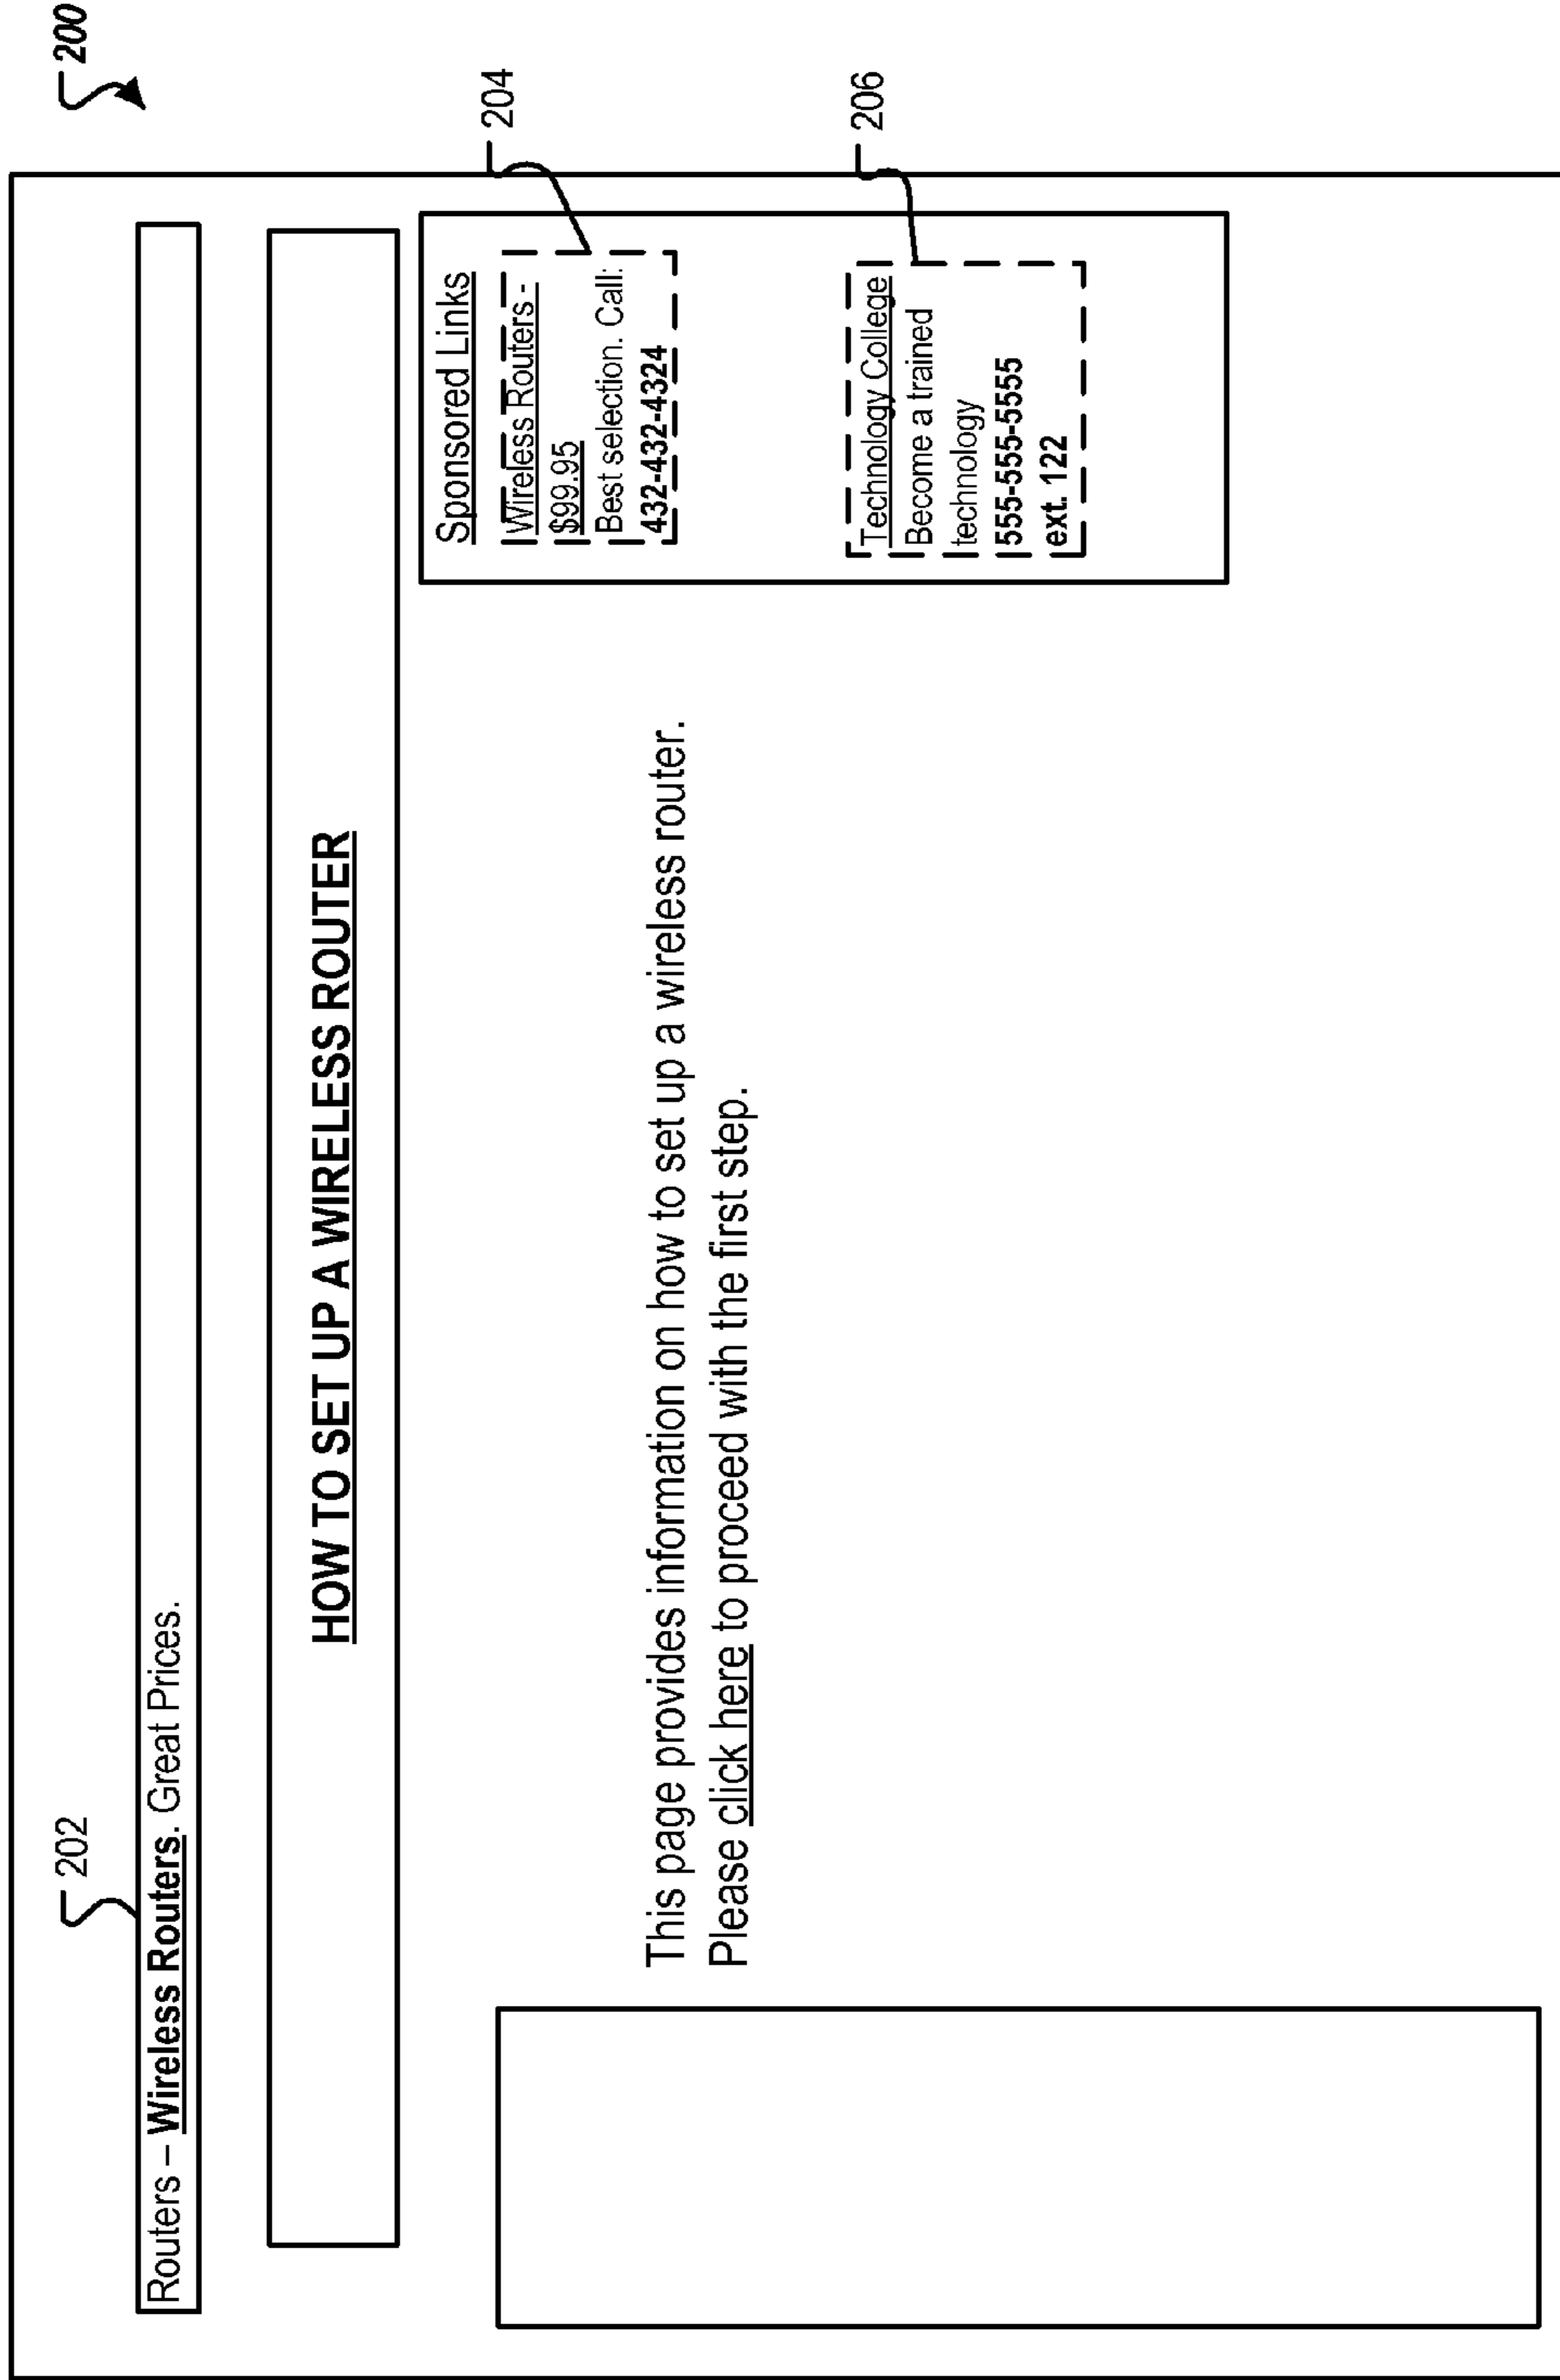 200
202
Routers – Wireless Routers. Great Prices.
HOW TO SET UP A WIRELESS ROUTER
Sponsored Links
204
Wireless Routers -
$99.95
Best selection. Call:
432-432-4324
This page provides information on how to set up a wireless router.
Please click here to proceed with the first step.
206
Technology College
Become a trained
technology
555-555-5555
ext. 122